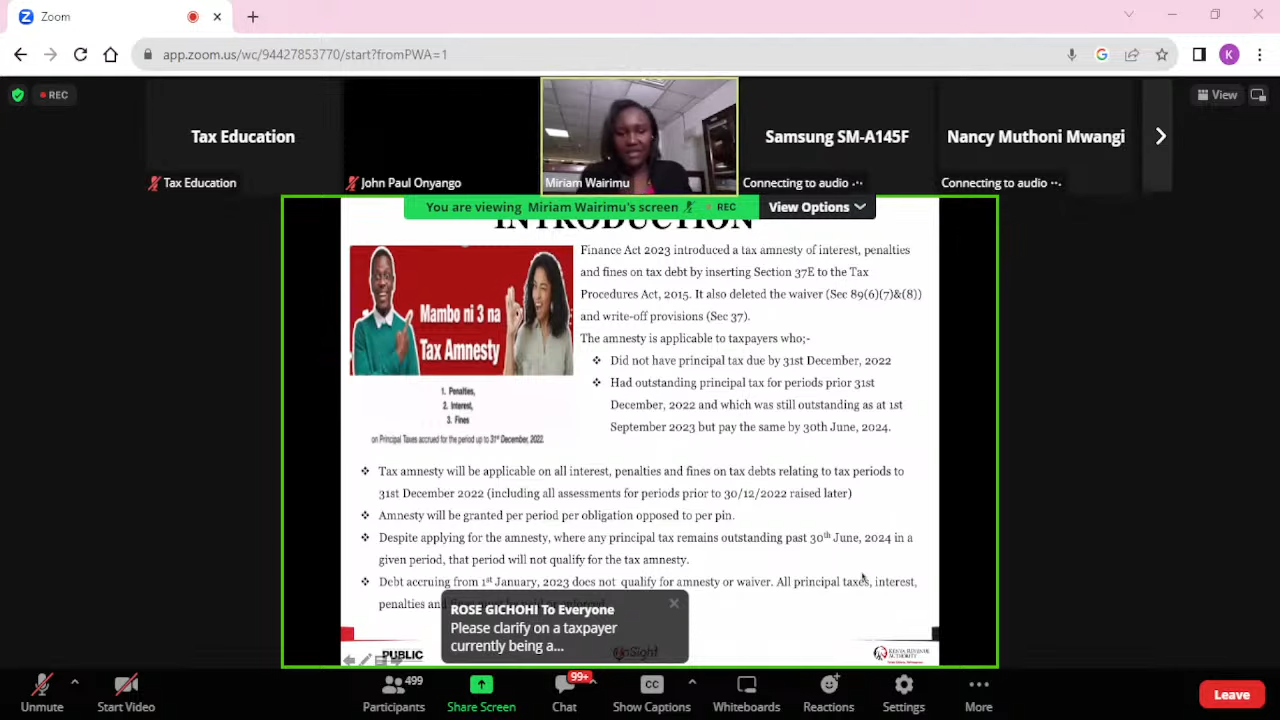 Zoom
app.zoom.us/wc/94427853770/start?fromPWA=1
K
REC
View
Tax Education
Samsung SM-A145F
Nancy Muthoni Mwangi
Tax Education
John Paul Onyango
Miriam Wairimu
Connecting to audio ···
Connecting to audio ··.
You are viewing Miriam Wairimu's screen
REC
View Options
INTRODUCTION
Mambo ni 3 na
Tax Amnesty
1. Penalties,
2. Interest,
3. Fines
on Principal Taxes accrued for the period up to 31st December, 2022.
Finance Act 2023 introduced a tax amnesty of interest, penalties
and fines on tax debt by inserting Section 37E to the Tax
Procedures Act, 2015. It also deleted the waiver (Sec 89(6)(7)&(8))
and write-off provisions (Sec 37).
The amnesty is applicable to taxpayers who;-
❖ Did not have principal tax due by 31st December, 2022
❖ Had outstanding principal tax for periods prior 31st
December, 2022 and which was still outstanding as at 1st
September 2023 but pay the same by 30th June, 2024.
❖ Tax amnesty will be applicable on all interest, penalties and fines on tax debts relating to tax periods to
31st December 2022 (including all assessments for periods prior to 30/12/2022 raised later)
❖ Amnesty will be granted per period per obligation opposed to per pin.
❖ Despite applying for the amnesty, where any principal tax remains outstanding past 30th June, 2024 in a
given period, that period will not qualify for the tax amnesty.
❖ Debt accruing from 1st January, 2023 does not qualify for amnesty or waiver. All principal taxes, interest,
penalties and
ROSE GICHOHI To Everyone
Please clarify on a taxpayer
currently being a...
PUBLIC
KENYA REVENUE
AUTHORITY
Unmute
Start Video
499
Participants
Share Screen
99+
Chat
CC
Show Captions
Whiteboards
Reactions
Settings
More
Leave